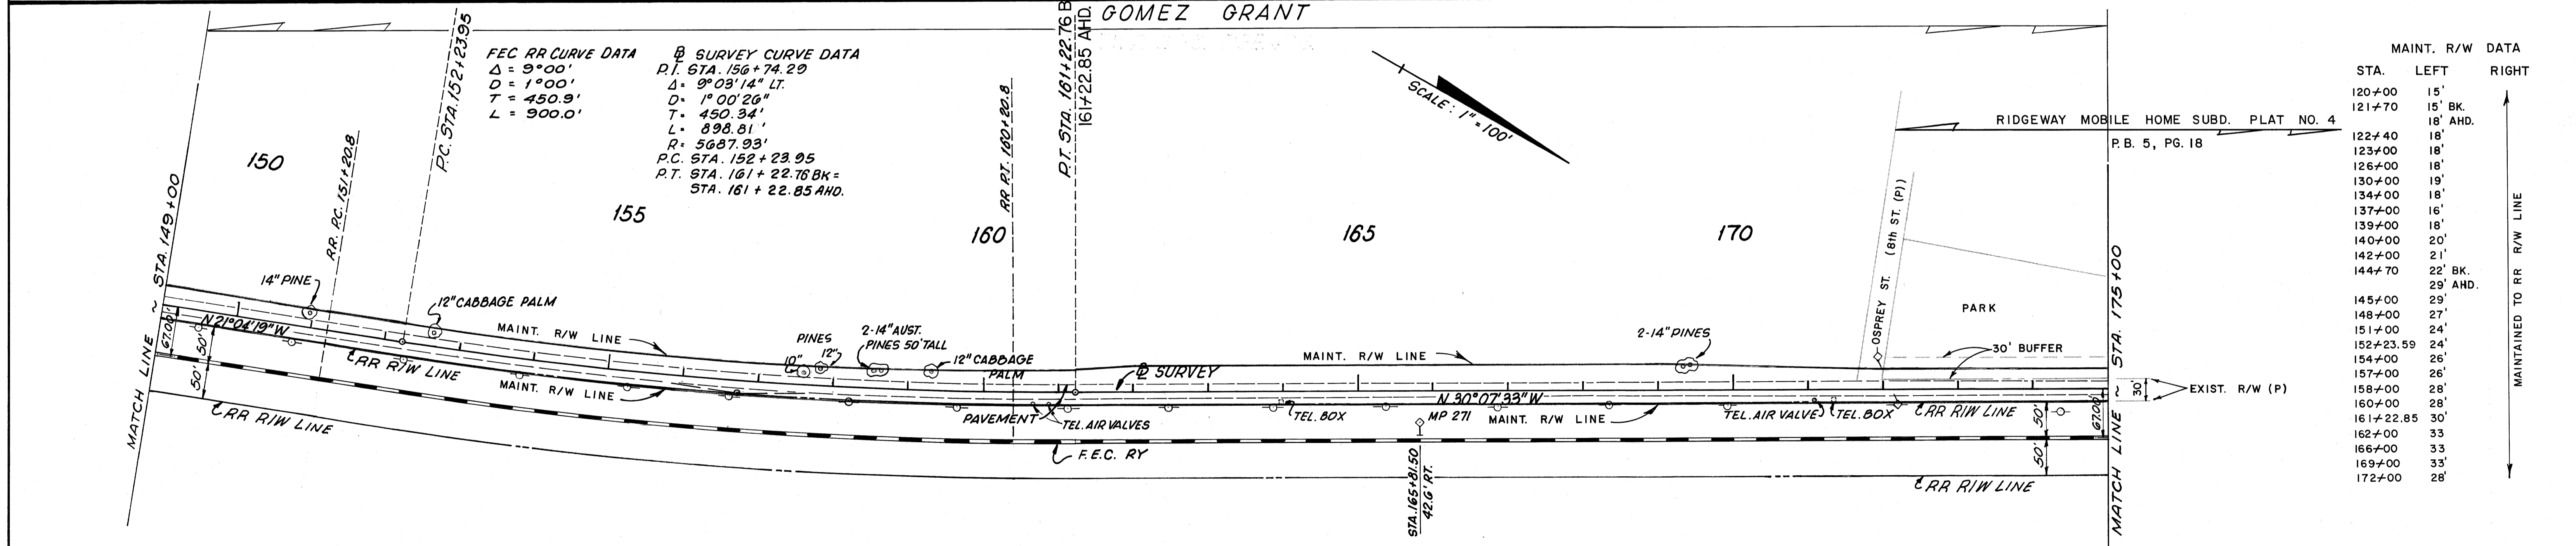 GOMEZ GRANT
MATCH LINE ~ STA. 149+00
150
RR. P.C. 151+20.8
P.C. STA. 152+23.95
FEC RR CURVE DATA
Δ = 9°00'
D = 1°00'
T = 450.9'
L = 900.0'
℄ SURVEY CURVE DATA
P.I. STA. 156+74.29
Δ= 9°03'14" LT.
D= 1°00'26"
T= 450.34'
L= 898.81'
R= 5687.93'
P.C. STA. 152+23.95
P.T. STA. 161+22.76 BK=
STA. 161+22.85 AHD.
155
160
RR P.T. 160+20.8
P.T. STA. 161+22.76 B
161+22.85 AHD.
165
SCALE: 1"=100'
170
OSPREY ST. (8th ST. (P))
PARK
30' BUFFER
RIDGEWAY MOBILE HOME SUBD. PLAT NO. 4
P.B. 5, PG. 18
14" PINE
12" CABBAGE PALM
MAINT. R/W LINE
PINES
10"
12"
2-14" AUST.
PINES 50' TALL
12" CABBAGE
PALM
MAINT. R/W LINE
2-14" PINES
67.00'
N 21°04'19" W
50'
50'
RR R/W LINE
MAINT. R/W LINE
RR R/W LINE
℄ SURVEY
PAVEMENT
TEL. AIR VALVES
F.E.C. RY
TEL. BOX
N 30°07'33" W
MP 271
MAINT. R/W LINE
STA. 165+81.50
42.6' RT.
TEL. AIR VALVE
TEL. BOX
RR R/W LINE
RR R/W LINE
50'
50'
67.00'
30'
EXIST. R/W (P)
MATCH LINE ~ STA. 175+00
MAINT. R/W DATA
STA. LEFT RIGHT
120+00 15'
121+70 15' BK.
18' AHD.
122+40 18'
123+00 18'
126+00 18'
130+00 19'
134+00 18'
137+00 16'
139+00 18'
140+00 20'
142+00 21'
144+70 22' BK.
29' AHD.
145+00 29'
148+00 27'
151+00 24'
152+23.59 24'
154+00 26'
157+00 26'
158+00 28'
160+00 28'
161+22.85 30'
162+00 33
166+00 33
169+00 33'
172+00 28'
MAINTAINED TO RR R/W LINE